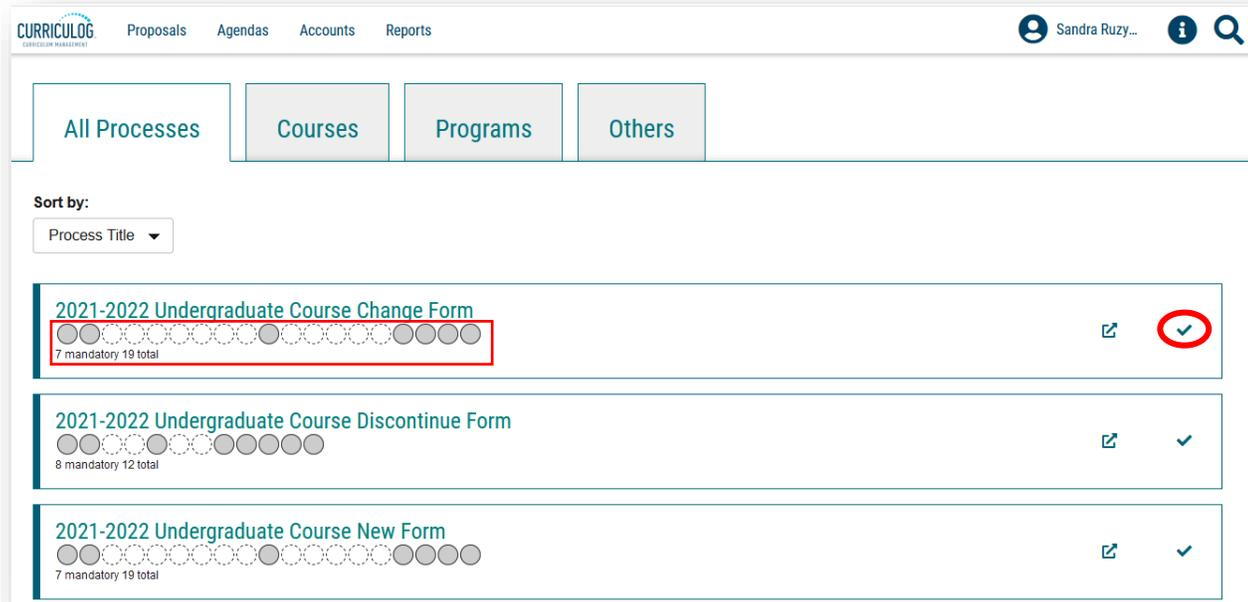 CURRICULOG
CURRICULUM MANAGEMENT
Proposals Agendas Accounts Reports Sandra Ruzy...
All Processes Courses Programs Others
Sort by:
Process Title
2021-2022 Undergraduate Course Change Form
7 mandatory 19 total
2021-2022 Undergraduate Course Discontinue Form
8 mandatory 12 total
2021-2022 Undergraduate Course New Form
7 mandatory 19 total